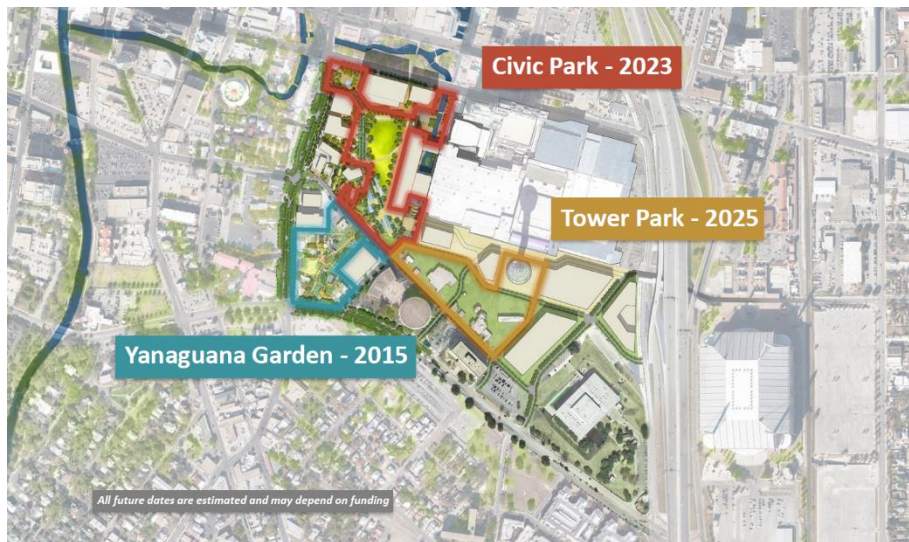 Civic Park - 2023
Tower Park - 2025
Yanaguana Garden - 2015
All future dates are estimated and may depend on funding